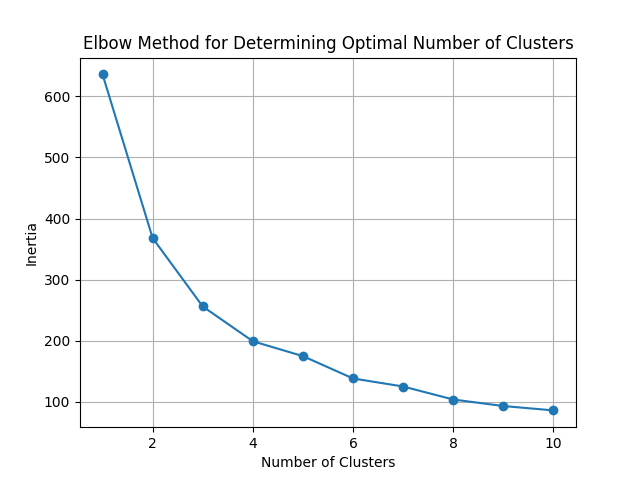 Elbow Method for Determining Optimal Number of Clusters
600
500
400
300
200
100
Inertia
2 4 6 8 10
Number of Clusters